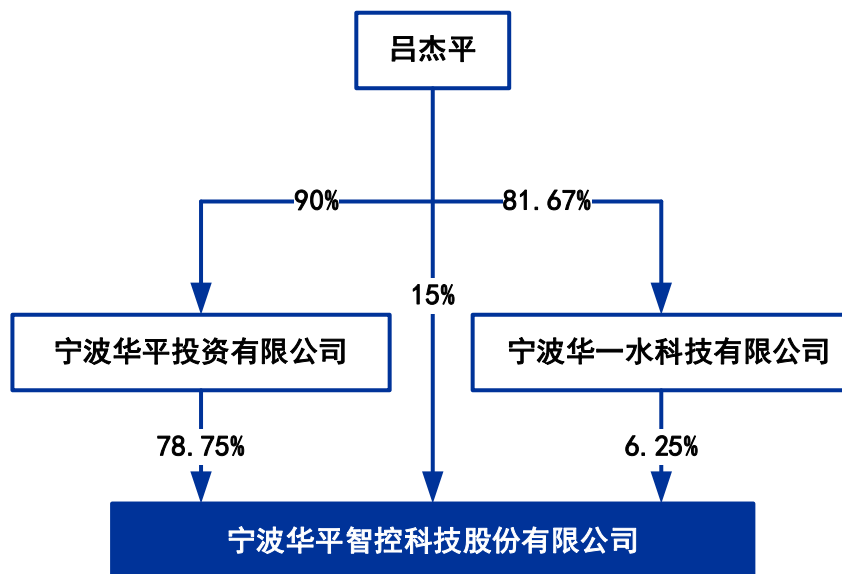 吕杰平
90%
81.67%
15%
宁波华平投资有限公司
宁波华一水科技有限公司
78.75%
6.25%
宁波华平智控科技股份有限公司